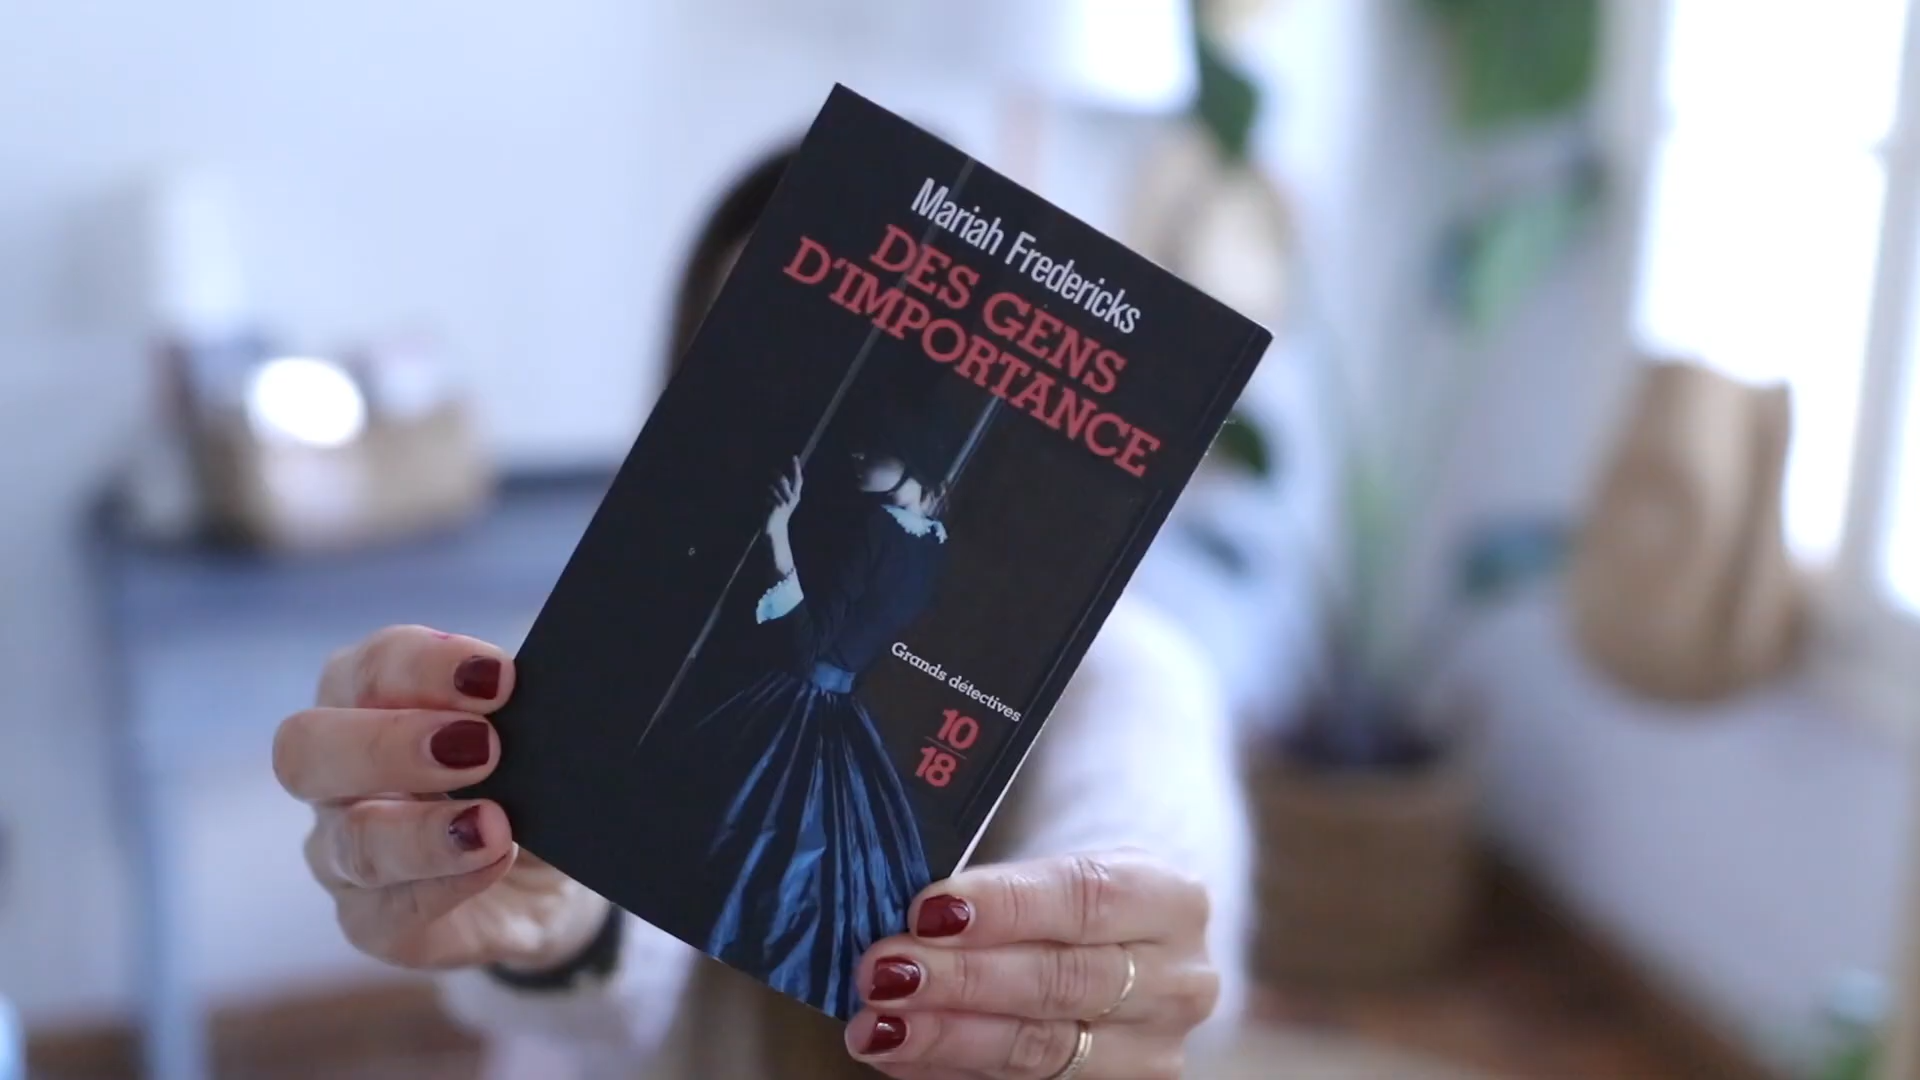 Mariah Fredericks
DES GENS
D'IMPORTANCE
Grands détectives
10
18